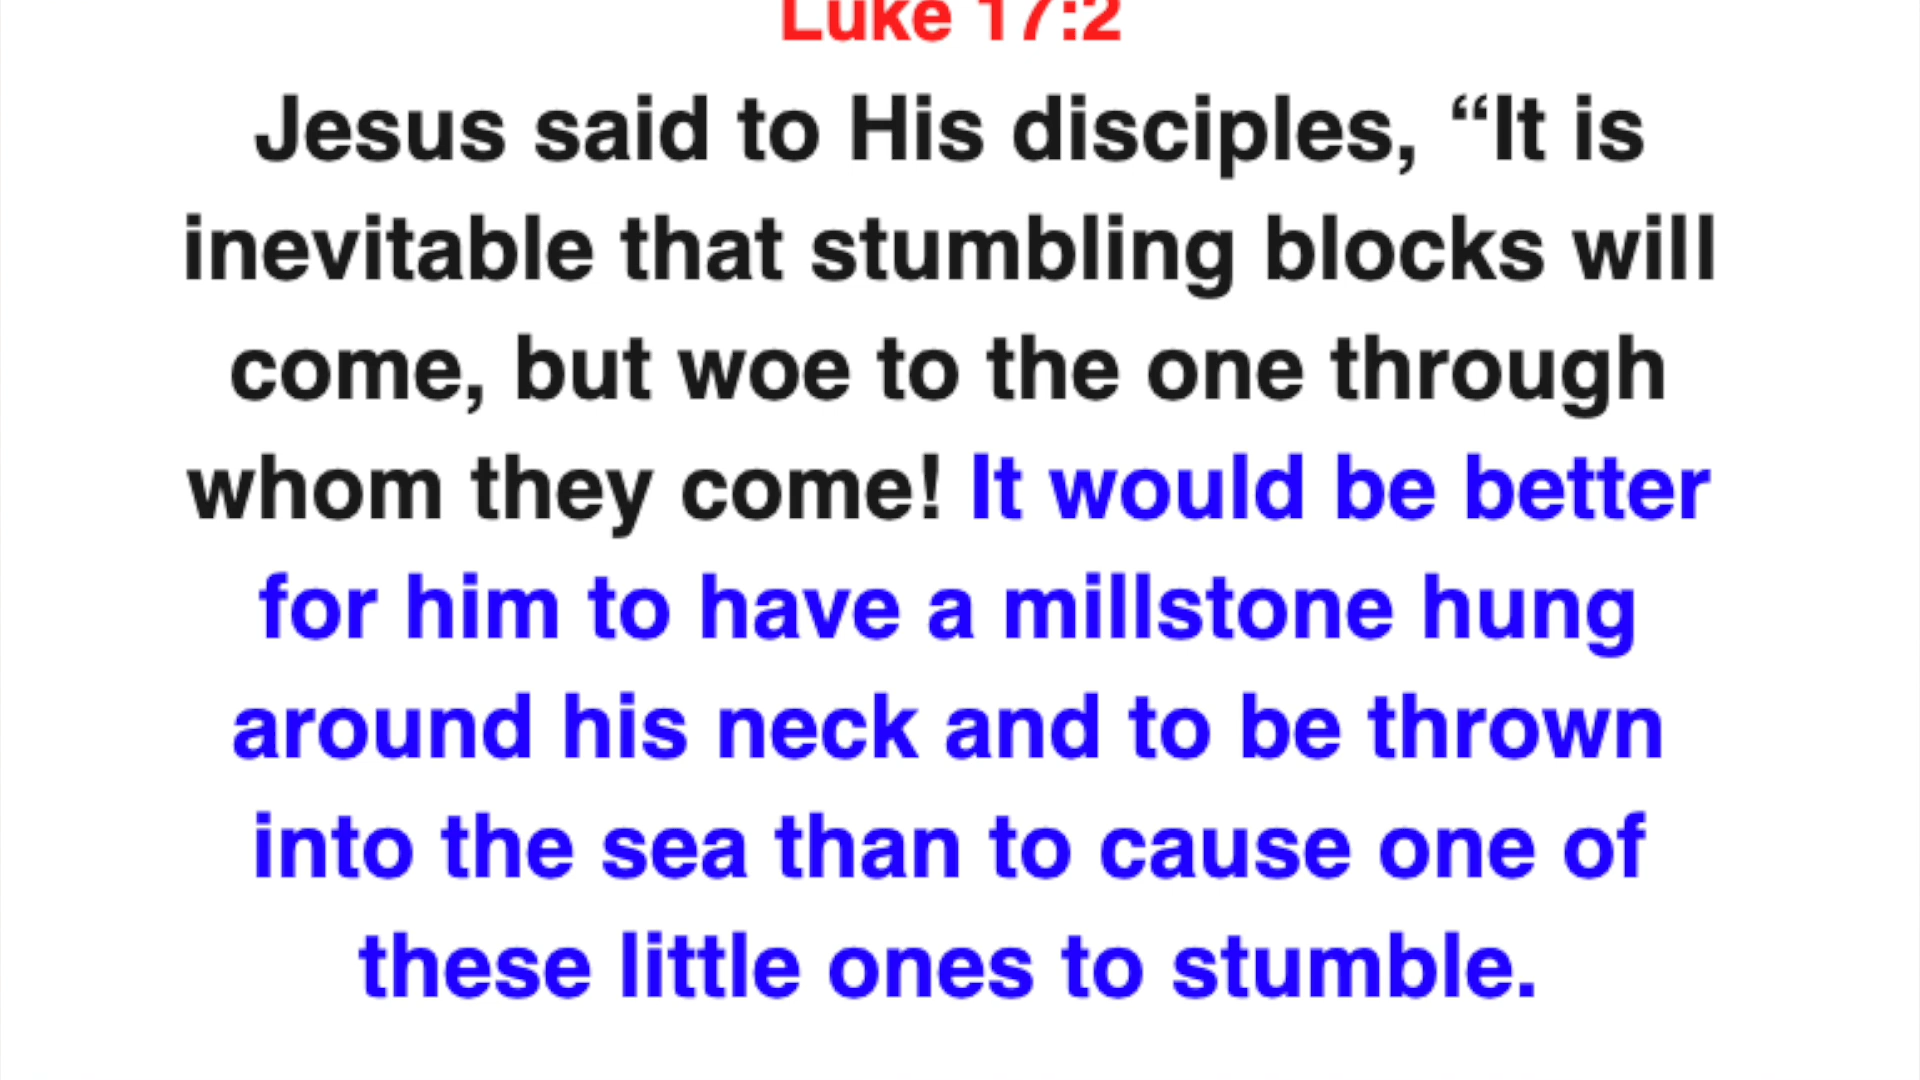 Luke 17:2
Jesus said to His disciples, “It is
inevitable that stumbling blocks will
come, but woe to the one through
whom they come! It would be better
for him to have a millstone hung
around his neck and to be thrown
into the sea than to cause one of
these little ones to stumble.